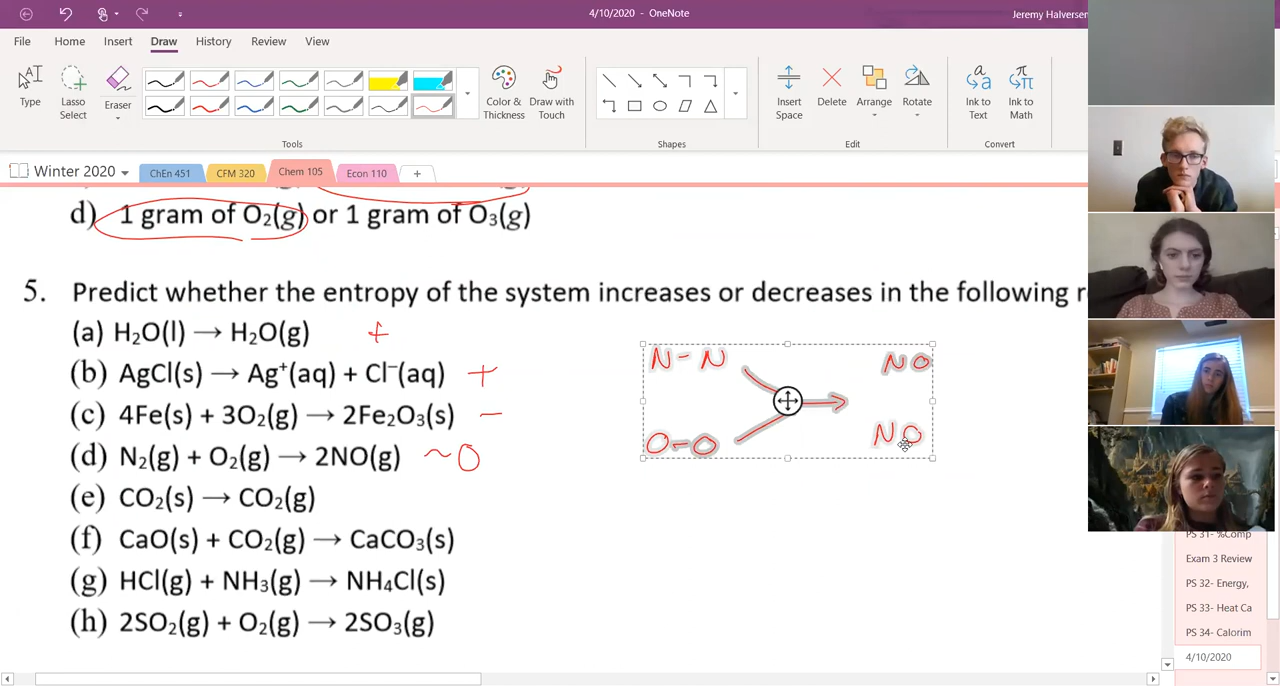 4/10/2020 - OneNote
Jeremy Halversen
File Home Insert Draw History Review View
Type
Lasso Select
Eraser
Color & Thickness
Draw with Touch
Insert Space
Delete
Arrange
Rotate
Ink to Text
Ink to Math
Tools
Shapes
Edit
Convert
Winter 2020
ChEn 451
CFM 320
Chem 105
Econ 110
d) 1 gram of O₂(g) or 1 gram of O₃(g)
5. Predict whether the entropy of the system increases or decreases in the following
(a) H₂O(l) → H₂O(g) +
(b) AgCl(s) → Ag⁺(aq) + Cl⁻(aq) +
(c) 4Fe(s) + 3O₂(g) → 2Fe₂O₃(s) -
(d) N₂(g) + O₂(g) → 2NO(g) ~0
(e) CO₂(s) → CO₂(g)
(f) CaO(s) + CO₂(g) → CaCO₃(s)
(g) HCl(g) + NH₃(g) → NH₄Cl(s)
(h) 2SO₂(g) + O₂(g) → 2SO₃(g)
N-N NO
O-O NO
PS 31- %Comp
Exam 3 Review
PS 32- Energy,
PS 33- Heat Ca
PS 34- Calorim
4/10/2020